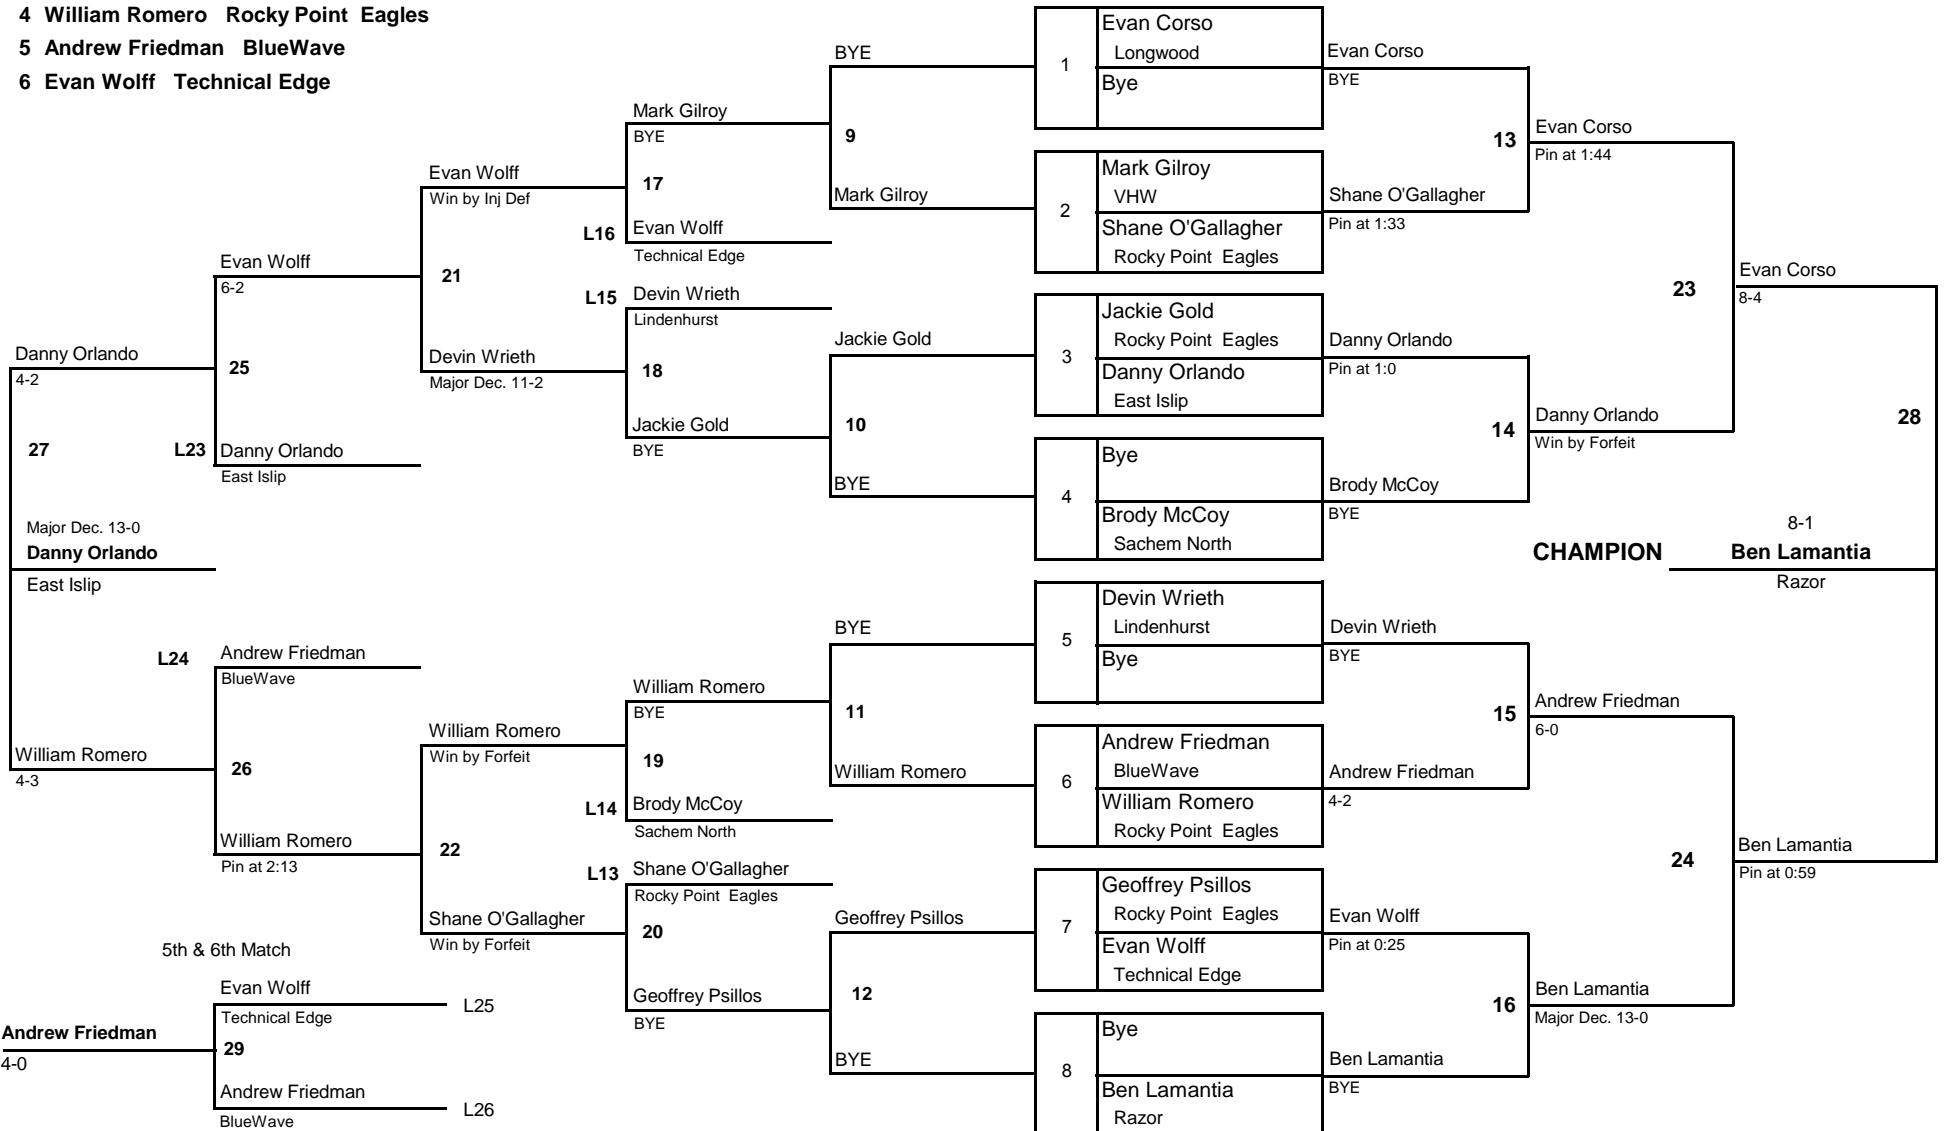 4 William Romero Rocky Point Eagles
5 Andrew Friedman BlueWave
6 Evan Wolff Technical Edge
Danny Orlando
4-2
27
Major Dec. 13-0
Danny Orlando
East Islip
William Romero
4-3
5th & 6th Match
Andrew Friedman
4-0
Evan Wolff
6-2
25
L23
Danny Orlando
East Islip
L24
Andrew Friedman
BlueWave
26
William Romero
Pin at 2:13
Evan Wolff
Technical Edge
L25
29
Andrew Friedman
BlueWave
L26
Evan Wolff
Win by Inj Def
21
Devin Wrieth
Major Dec. 11-2
William Romero
Win by Forfeit
22
Shane O'Gallagher
Win by Forfeit
Mark Gilroy
BYE
17
L16
Evan Wolff
Technical Edge
L15
Devin Wrieth
Lindenhurst
18
Jackie Gold
BYE
William Romero
BYE
19
L14
Brody McCoy
Sachem North
L13
Shane O'Gallagher
Rocky Point Eagles
20
Geoffrey Psillos
BYE
BYE
9
Mark Gilroy
Jackie Gold
10
BYE
BYE
11
William Romero
Geoffrey Psillos
12
BYE
1
Evan Corso
Longwood
Bye
2
Mark Gilroy
VHW
Shane O'Gallagher
Rocky Point Eagles
3
Jackie Gold
Rocky Point Eagles
Danny Orlando
East Islip
4
Bye
Brody McCoy
Sachem North
5
Devin Wrieth
Lindenhurst
Bye
6
Andrew Friedman
BlueWave
William Romero
Rocky Point Eagles
7
Geoffrey Psillos
Rocky Point Eagles
Evan Wolff
Technical Edge
8
Bye
Ben Lamantia
Razor
Evan Corso
BYE
13
Shane O'Gallagher
Pin at 1:33
Danny Orlando
Pin at 1:0
14
Brody McCoy
BYE
Devin Wrieth
BYE
15
Andrew Friedman
4-2
Evan Wolff
Pin at 0:25
16
Ben Lamantia
BYE
Evan Corso
Pin at 1:44
23
Danny Orlando
Win by Forfeit
Andrew Friedman
6-0
24
Ben Lamantia
Major Dec. 13-0
Evan Corso
8-4
28
8-1
CHAMPION Ben Lamantia
Razor
Ben Lamantia
Pin at 0:59